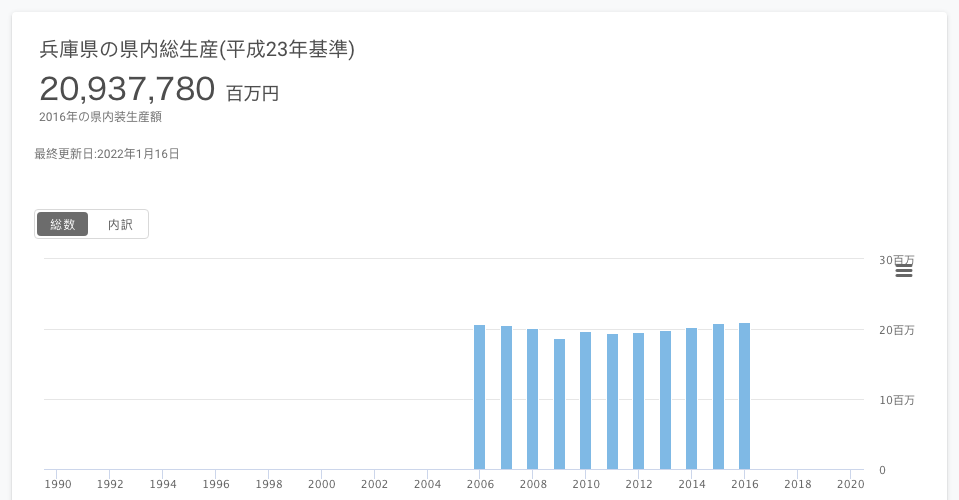 兵庫県の県内総生産(平成23年基準)
20,937,780 百万円
2016年の県内装生産額
最終更新日:2022年1月16日
総数 内訳
30百万
20百万
10百万
0
1990 1992 1994 1996 1998 2000 2002 2004 2006 2008 2010 2012 2014 2016 2018 2020